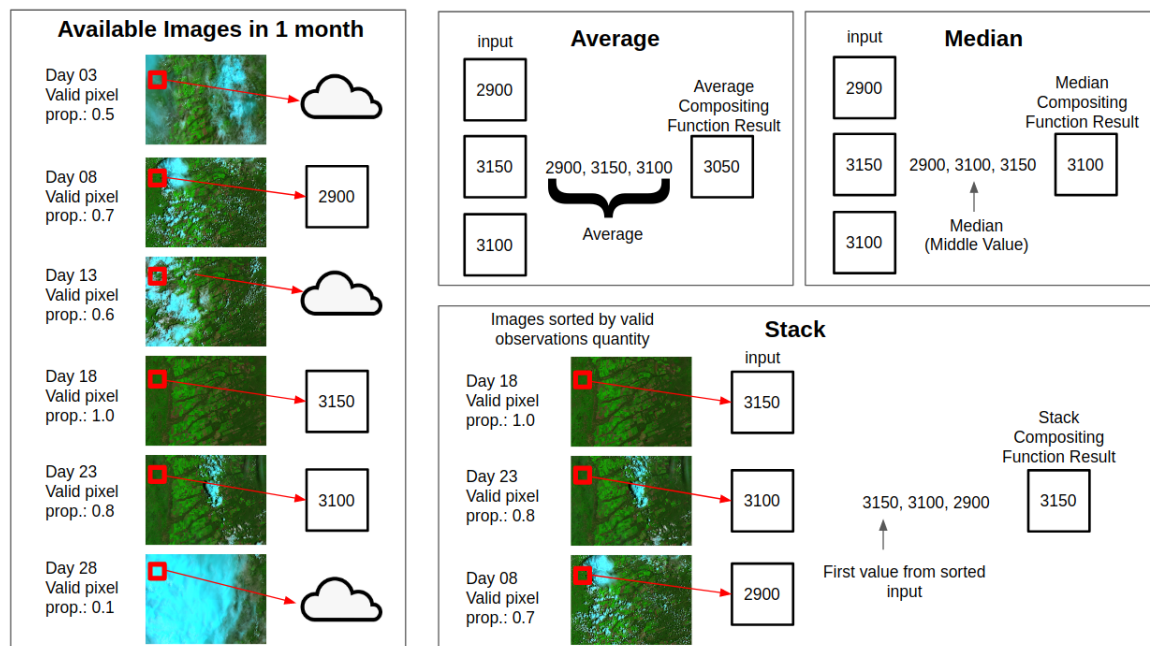 Available Images in 1 month
Day 03
Valid pixel
prop.: 0.5
Day 08
Valid pixel
prop.: 0.7
2900
Day 13
Valid pixel
prop.: 0.6
Day 18
Valid pixel
prop.: 1.0
3150
Day 23
Valid pixel
prop.: 0.8
3100
Day 28
Valid pixel
prop.: 0.1
Average
input
2900
3150
3100
2900, 3150, 3100
Average
Average
Compositing
Function Result
3050
Median
input
2900
3150
3100
2900, 3100, 3150
Median
(Middle Value)
Median
Compositing
Function Result
3100
Stack
Images sorted by valid
observations quantity
input
Day 18
Valid pixel
prop.: 1.0
3150
Day 23
Valid pixel
prop.: 0.8
3100
Day 08
Valid pixel
prop.: 0.7
2900
3150, 3100, 2900
First value from sorted
input
Stack
Compositing
Function Result
3150